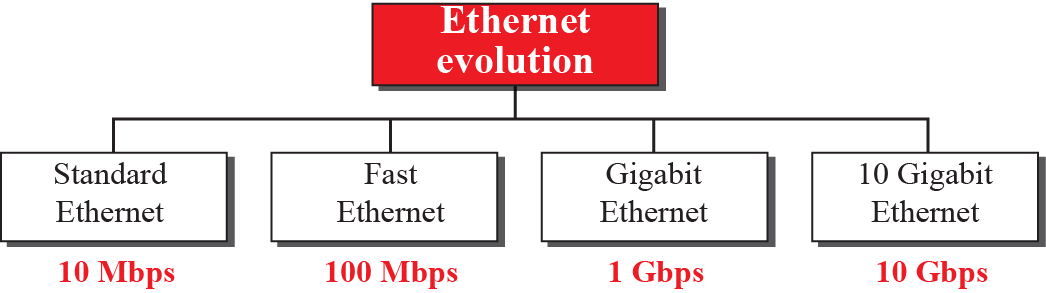 Ethernet
evolution
Standard
Ethernet
10 Mbps
Fast
Ethernet
100 Mbps
Gigabit
Ethernet
1 Gbps
10 Gigabit
Ethernet
10 Gbps